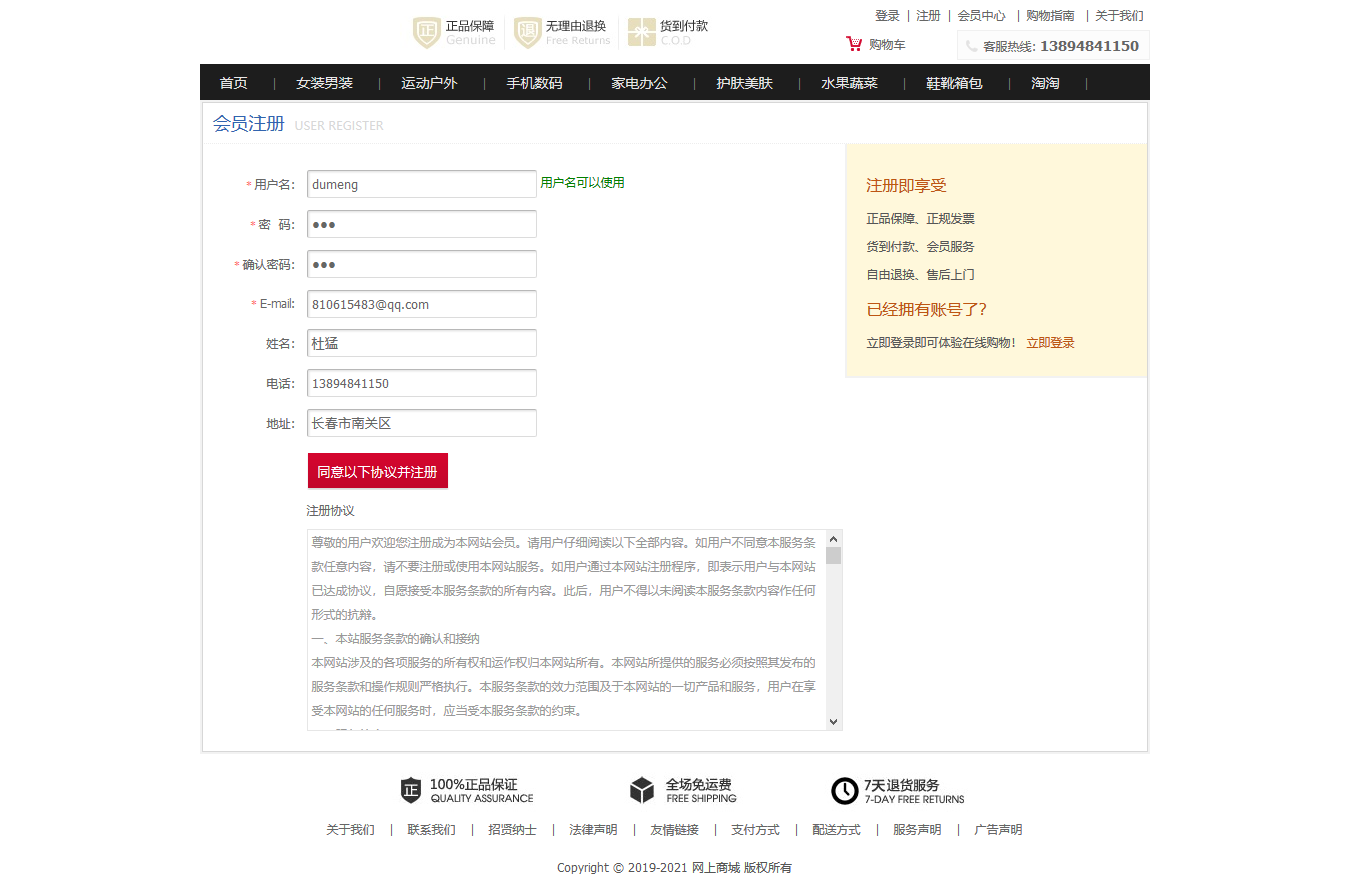 登录 | 注册 | 会员中心 | 购物指南 | 关于我们
正品保障
Genuine
无理由退换
Free Returns
货到付款
C.O.D
购物车
客服热线: 13894841150
首页 | 女装男装 | 运动户外 | 手机数码 | 家电办公 | 护肤美肤 | 水果蔬菜 | 鞋靴箱包 | 淘淘 |
会员注册 USER REGISTER
*用户名: dumeng 用户名可以使用
*密 码: ●●●
*确认密码: ●●●
*E-mail: 810615483@qq.com
姓名: 杜猛
电话: 13894841150
地址: 长春市南关区
同意以下协议并注册
注册协议
尊敬的用户欢迎您注册成为本网站会员。请用户仔细阅读以下全部内容。如用户不同意本服务条
款任意内容，请不要注册或使用本网站服务。如用户通过本网站注册程序，即表示用户与本网站
已达成协议，自愿接受本服务条款的所有内容。此后，用户不得以未阅读本服务条款内容作任何
形式的抗辩。
一、本站服务条款的确认和接纳
本网站涉及的各项服务的所有权和运作权归本网站所有。本网站所提供的服务必须按照其发布的
服务条款和操作规则严格执行。本服务条款的效力范围及于本网站的一切产品和服务，用户在享
受本网站的任何服务时，应当受本服务条款的约束。
注册即享受
正品保障、正规发票
货到付款、会员服务
自由退换、售后上门
已经拥有账号了？
立即登录即可体验在线购物！ 立即登录
正
100%正品保证
QUALITY ASSURANCE
全场免运费
FREE SHIPPING
7天退货服务
7-DAY FREE RETURNS
关于我们 | 联系我们 | 招贤纳士 | 法律声明 | 友情链接 | 支付方式 | 配送方式 | 服务声明 | 广告声明
Copyright © 2019-2021 网上商城 版权所有